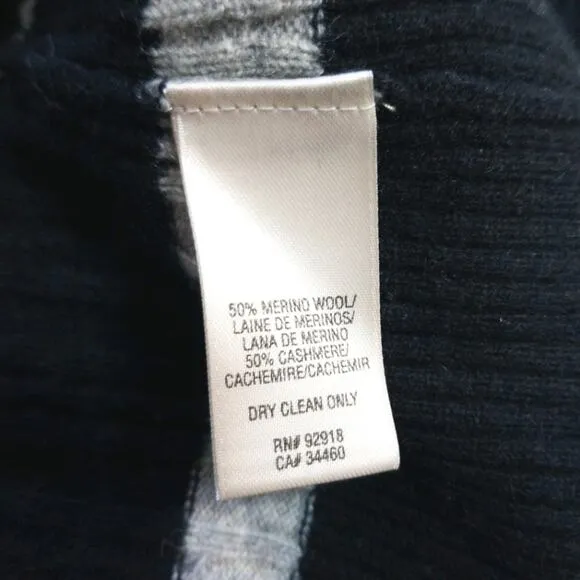 50% MERINO WOOL/
LAINE DE MERINOS/
LANA DE MERINO
50% CASHMERE/
CACHEMIRE/CACHEMIR
DRY CLEAN ONLY
RN# 92918
CA# 34460